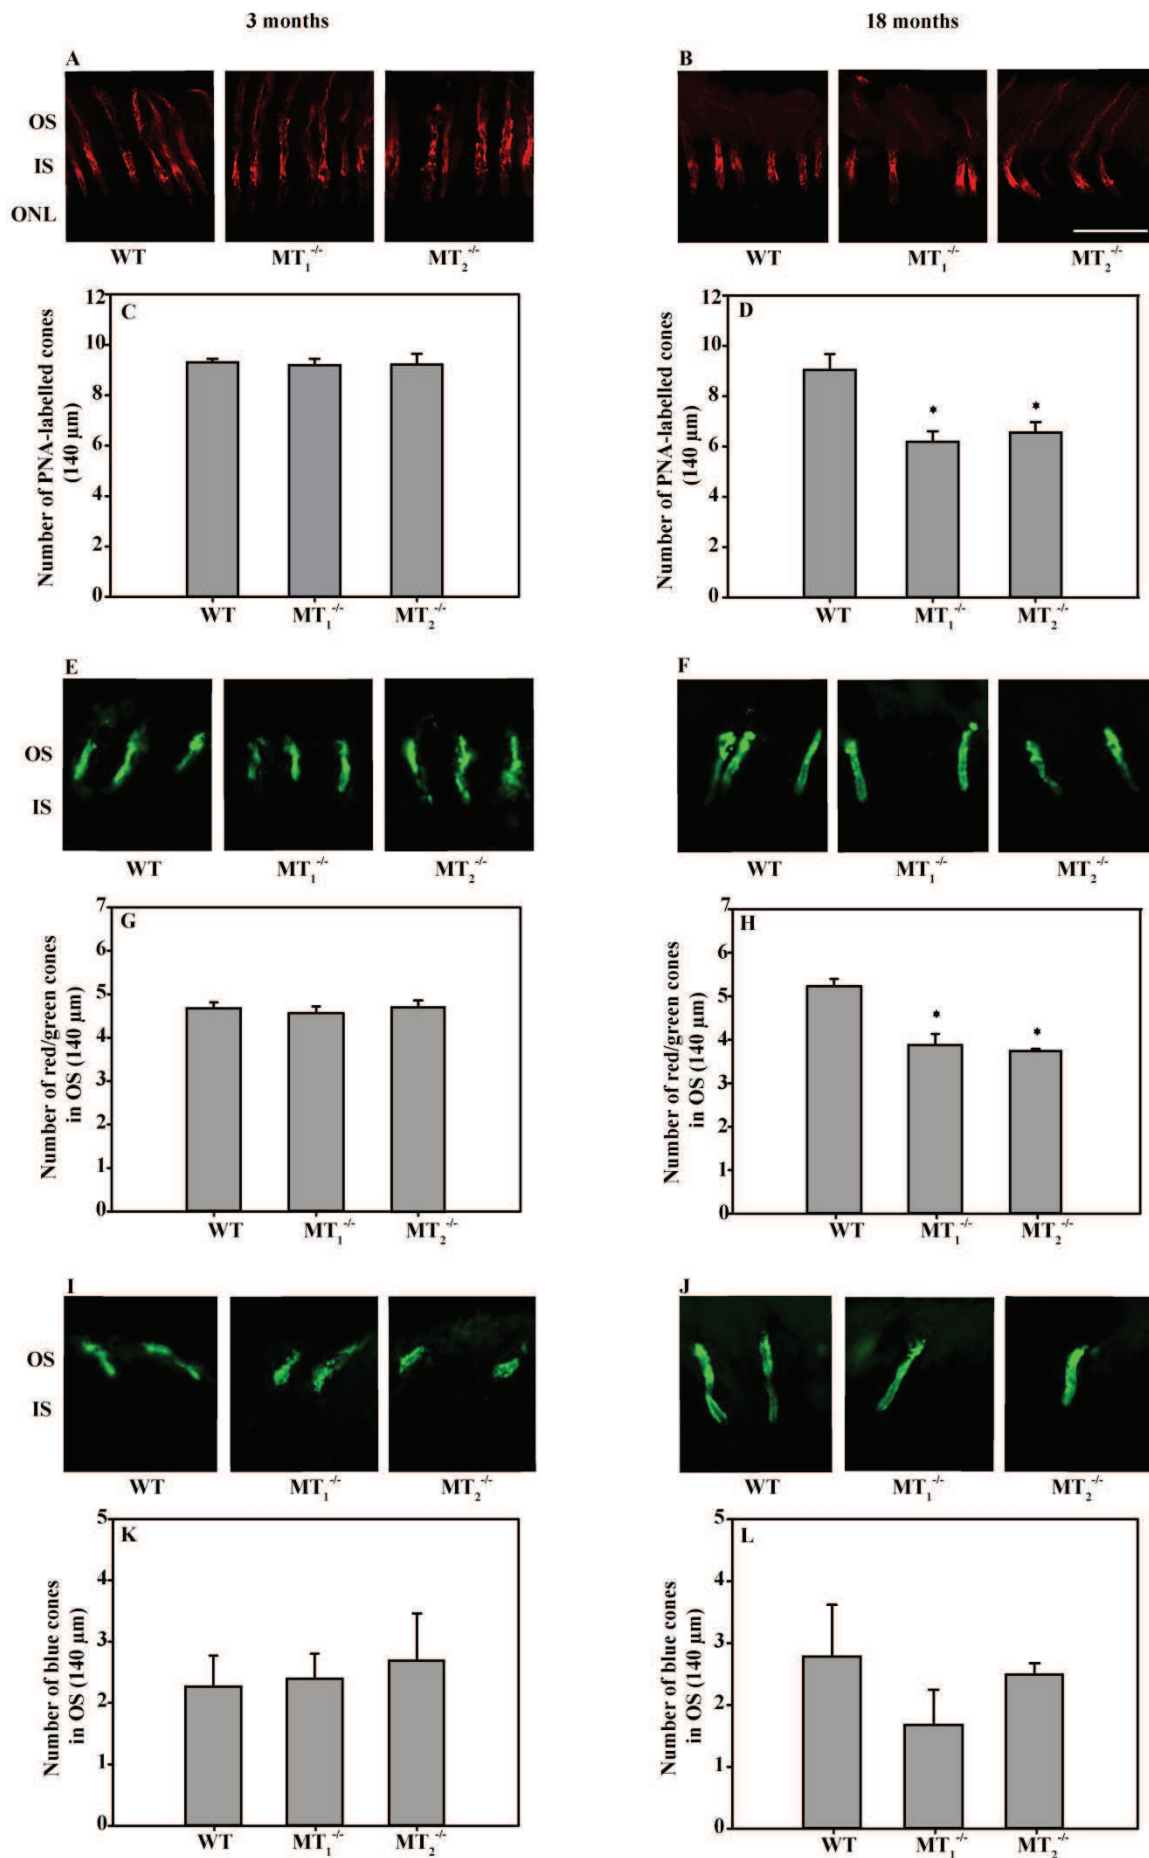 3 months
18 months
A
B
OS
IS
ONL
WT
MT₁⁻/⁻
MT₂⁻/⁻
WT
MT₁⁻/⁻
MT₂⁻/⁻
C
Number of PNA-labelled cones
(140 µm)
12
10
8
6
4
2
0
WT
MT₁⁻/⁻
MT₂⁻/⁻
D
Number of PNA-labelled cones
(140 µm)
12
10
8
6
4
2
0
*
*
WT
MT₁⁻/⁻
MT₂⁻/⁻
E
F
OS
IS
WT
MT₁⁻/⁻
MT₂⁻/⁻
WT
MT₁⁻/⁻
MT₂⁻/⁻
G
Number of red/green cones
in OS (140 µm)
7
6
5
4
3
2
1
0
WT
MT₁⁻/⁻
MT₂⁻/⁻
H
Number of red/green cones
in OS (140 µm)
7
6
5
4
3
2
1
0
*
*
WT
MT₁⁻/⁻
MT₂⁻/⁻
I
J
OS
IS
WT
MT₁⁻/⁻
MT₂⁻/⁻
WT
MT₁⁻/⁻
MT₂⁻/⁻
K
Number of blue cones
in OS (140 µm)
5
4
3
2
1
0
WT
MT₁⁻/⁻
MT₂⁻/⁻
L
Number of blue cones
in OS (140 µm)
5
4
3
2
1
0
WT
MT₁⁻/⁻
MT₂⁻/⁻